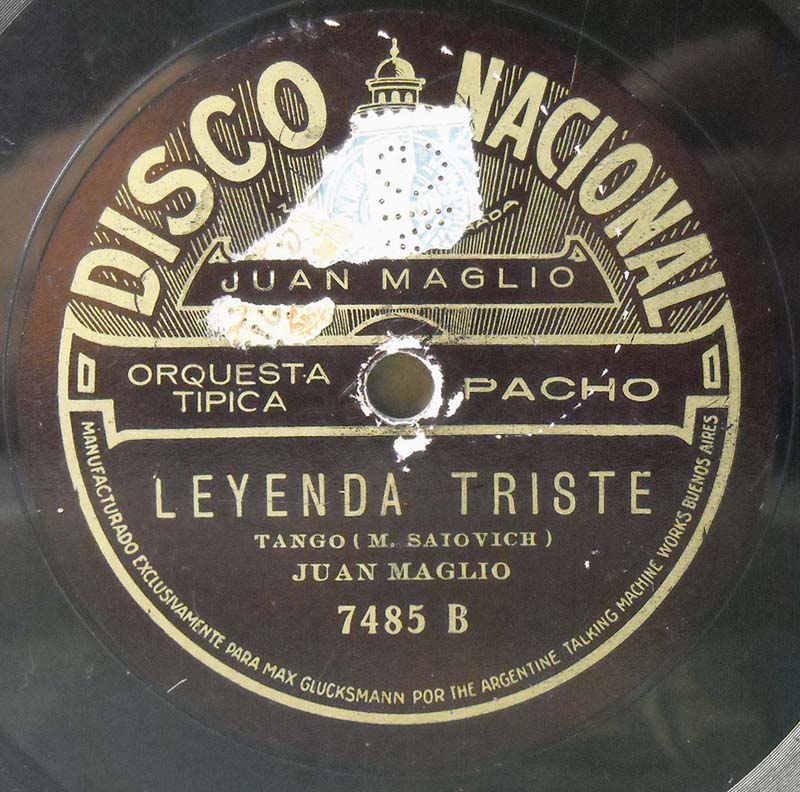 DISCO NACIONAL
JUAN MAGLIO
ORQUESTA
TIPICA
PACHO
LEYENDA TRISTE
TANGO ( M. SAIOVICH )
JUAN MAGLIO
7485 B
MANUFACTURADO EXCLUSIVAMENTE PARA MAX GLUCKSMANN POR THE ARGENTINE TALKING MACHINE WORKS BUENOS AIRES